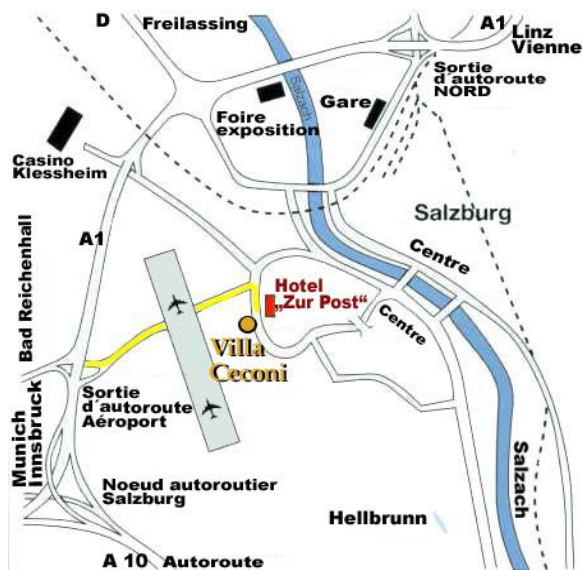 D
Freilassing
A1
Linz
Vienne
Sortie
d'autoroute
NORD
Salzach
Gare
Foire
exposition
Casino
Klessheim
Salzburg
A1
Centre
Bad Reichenhall
Hotel
„Zur Post“
Centre
Villa
Ceconi
Sortie
d'autoroute
Aéroport
Munich
Innsbruck
Noeud autoroutier
Salzburg
Salzach
Hellbrunn
A 10 Autoroute